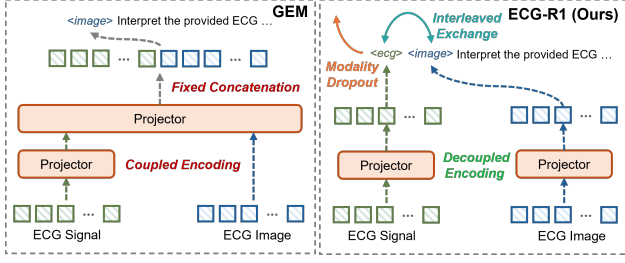 GEM
<image> Interpret the provided ECG ...
...
...
Fixed Concatenation
Projector
Projector
Coupled Encoding
...
...
ECG Signal
ECG Image
ECG-R1 (Ours)
Interleaved
Exchange
<ecg> <image> Interpret the provided ECG ...
Modality
Dropout
...
...
Projector
Decoupled
Encoding
Projector
...
...
ECG Signal
ECG Image